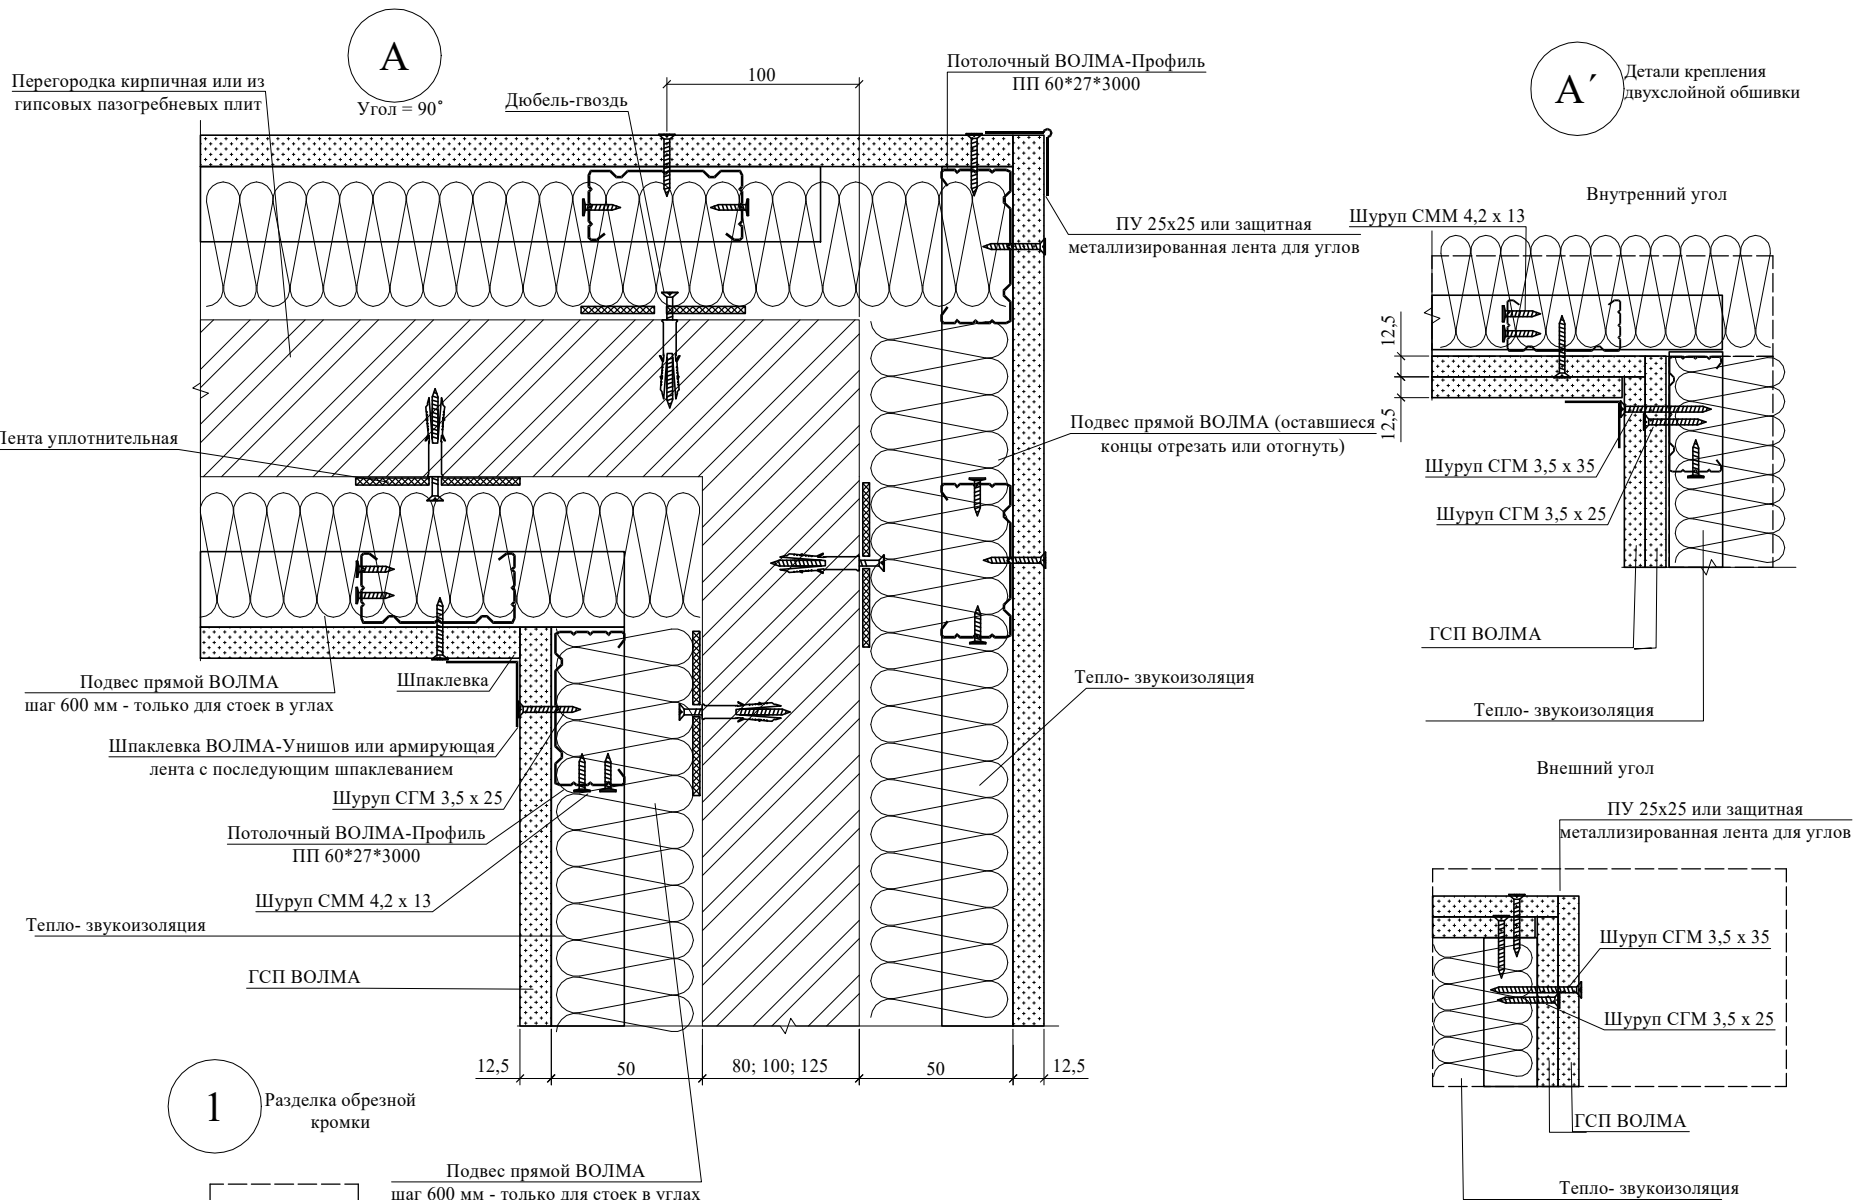 А
Угол = 90˚
Перегородка кирпичная или из
гипсовых пазогребневых плит
Дюбель-гвоздь
100
Потолочный ВОЛМА-Профиль
ПП 60*27*3000
А´
Детали крепления
двухслойной обшивки
Внутренний угол
Шуруп СММ 4,2 х 13
ПУ 25х25 или защитная
металлизированная лента для углов
12,5
12,5
Подвес прямой ВОЛМА (оставшиеся
концы отрезать или отогнуть)
Лента уплотнительная
Шуруп СГМ 3,5 х 35
Шуруп СГМ 3,5 х 25
ГСП ВОЛМА
Тепло- звукоизоляция
Подвес прямой ВОЛМА
шаг 600 мм - только для стоек в углах
Шпаклевка
Тепло- звукоизоляция
Шпаклевка ВОЛМА-Унишов или армирующая
лента с последующим шпаклеванием
Шуруп СГМ 3,5 х 25
Потолочный ВОЛМА-Профиль
ПП 60*27*3000
Шуруп СММ 4,2 х 13
Тепло- звукоизоляция
ГСП ВОЛМА
Внешний угол
ПУ 25х25 или защитная
металлизированная лента для углов
Шуруп СГМ 3,5 х 35
Шуруп СГМ 3,5 х 25
ГСП ВОЛМА
Тепло- звукоизоляция
12,5
50
80; 100; 125
50
12,5
1
Разделка обрезной
кромки
Подвес прямой ВОЛМА
шаг 600 мм - только для стоек в углах